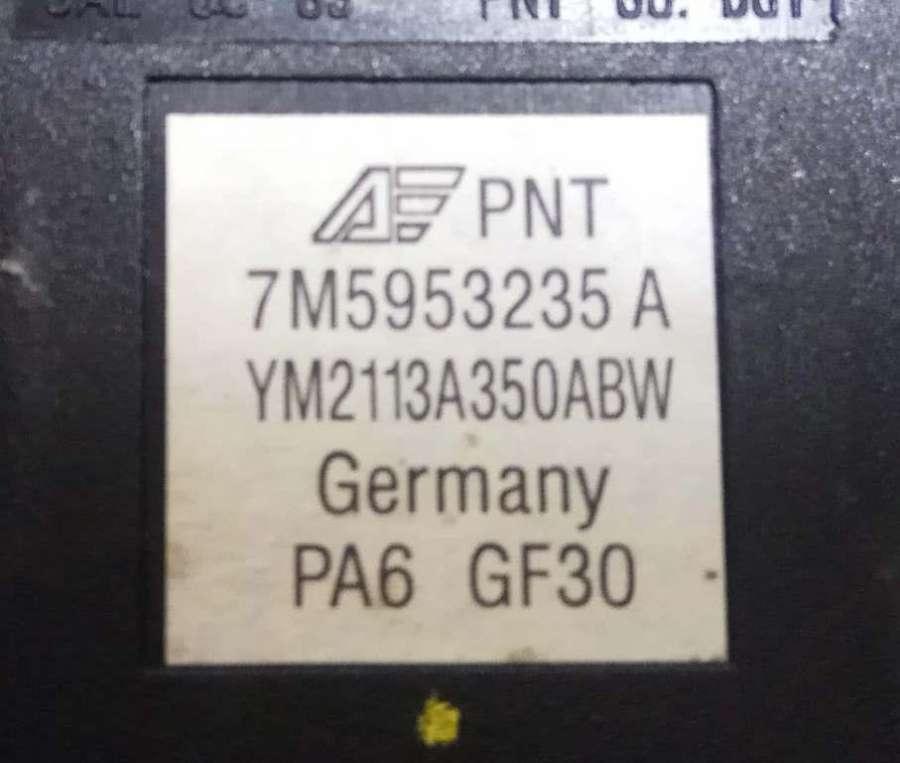 PNT
7M5953235 A
YM2113A350ABW
Germany
PA6 GF30